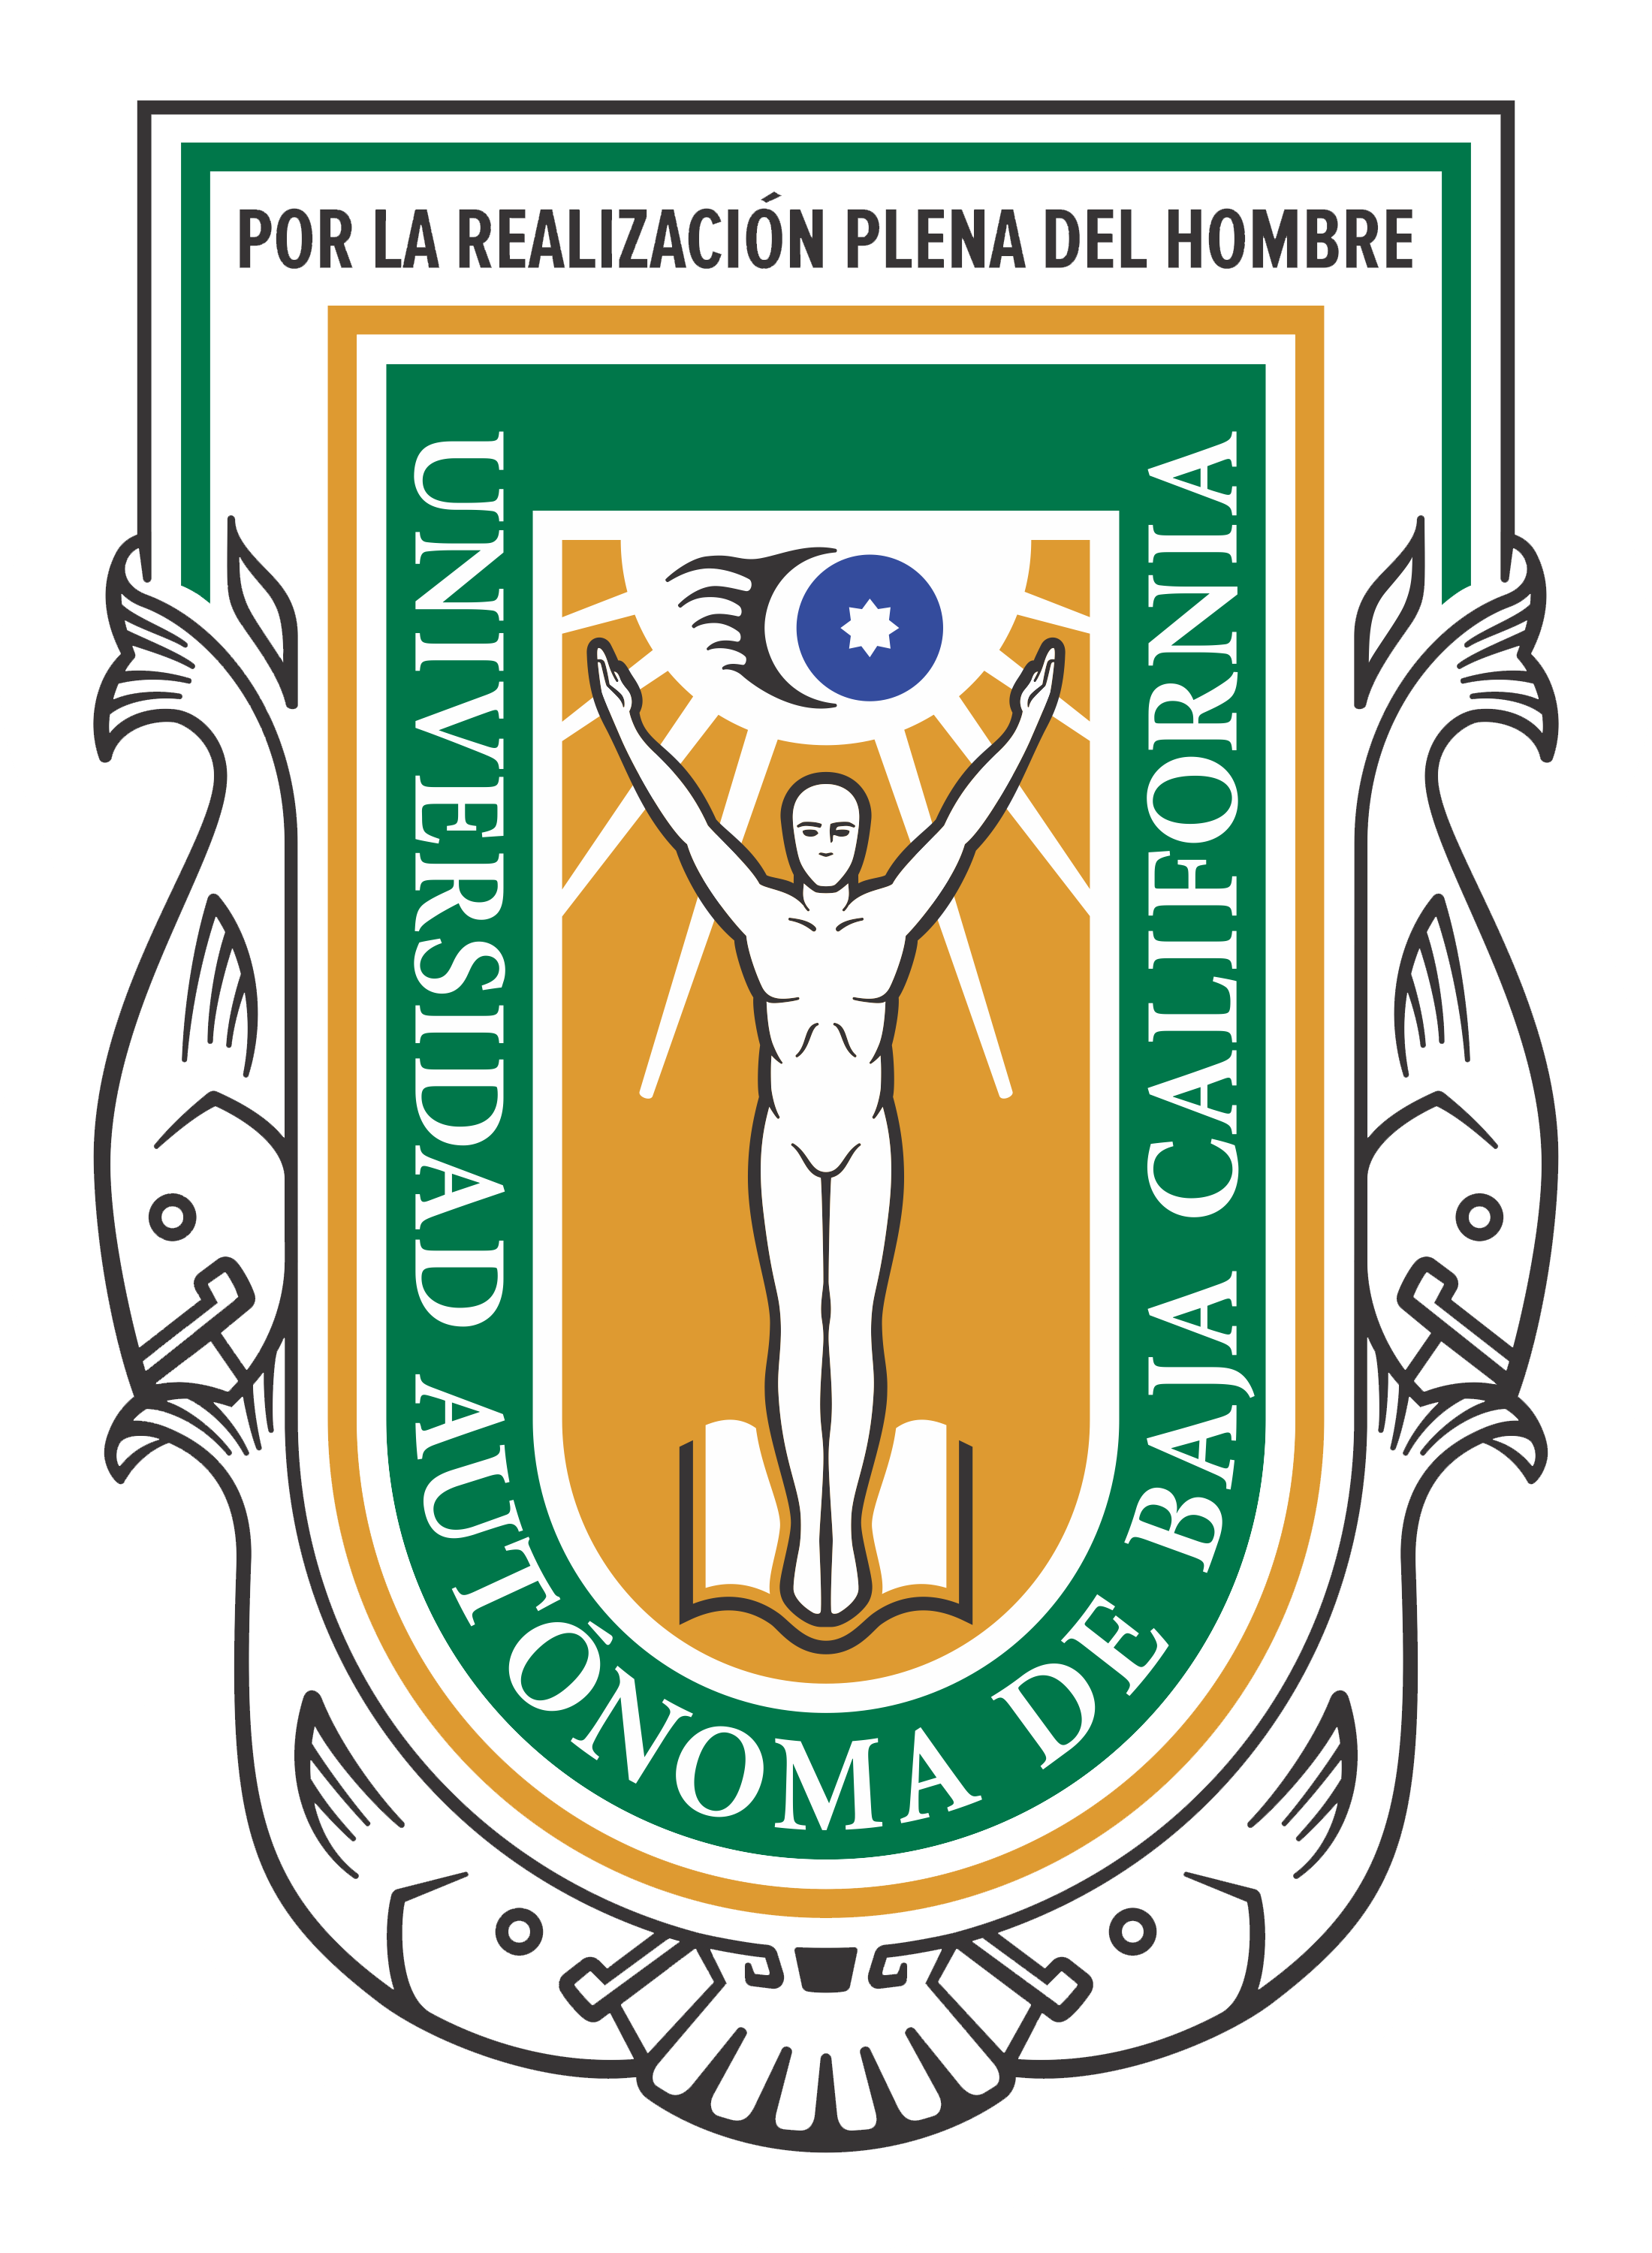 POR LA REALIZACIÓN PLENA DEL HOMBRE
UNIVERSIDAD AUTÓNOMA DE BAJA CALIFORNIA